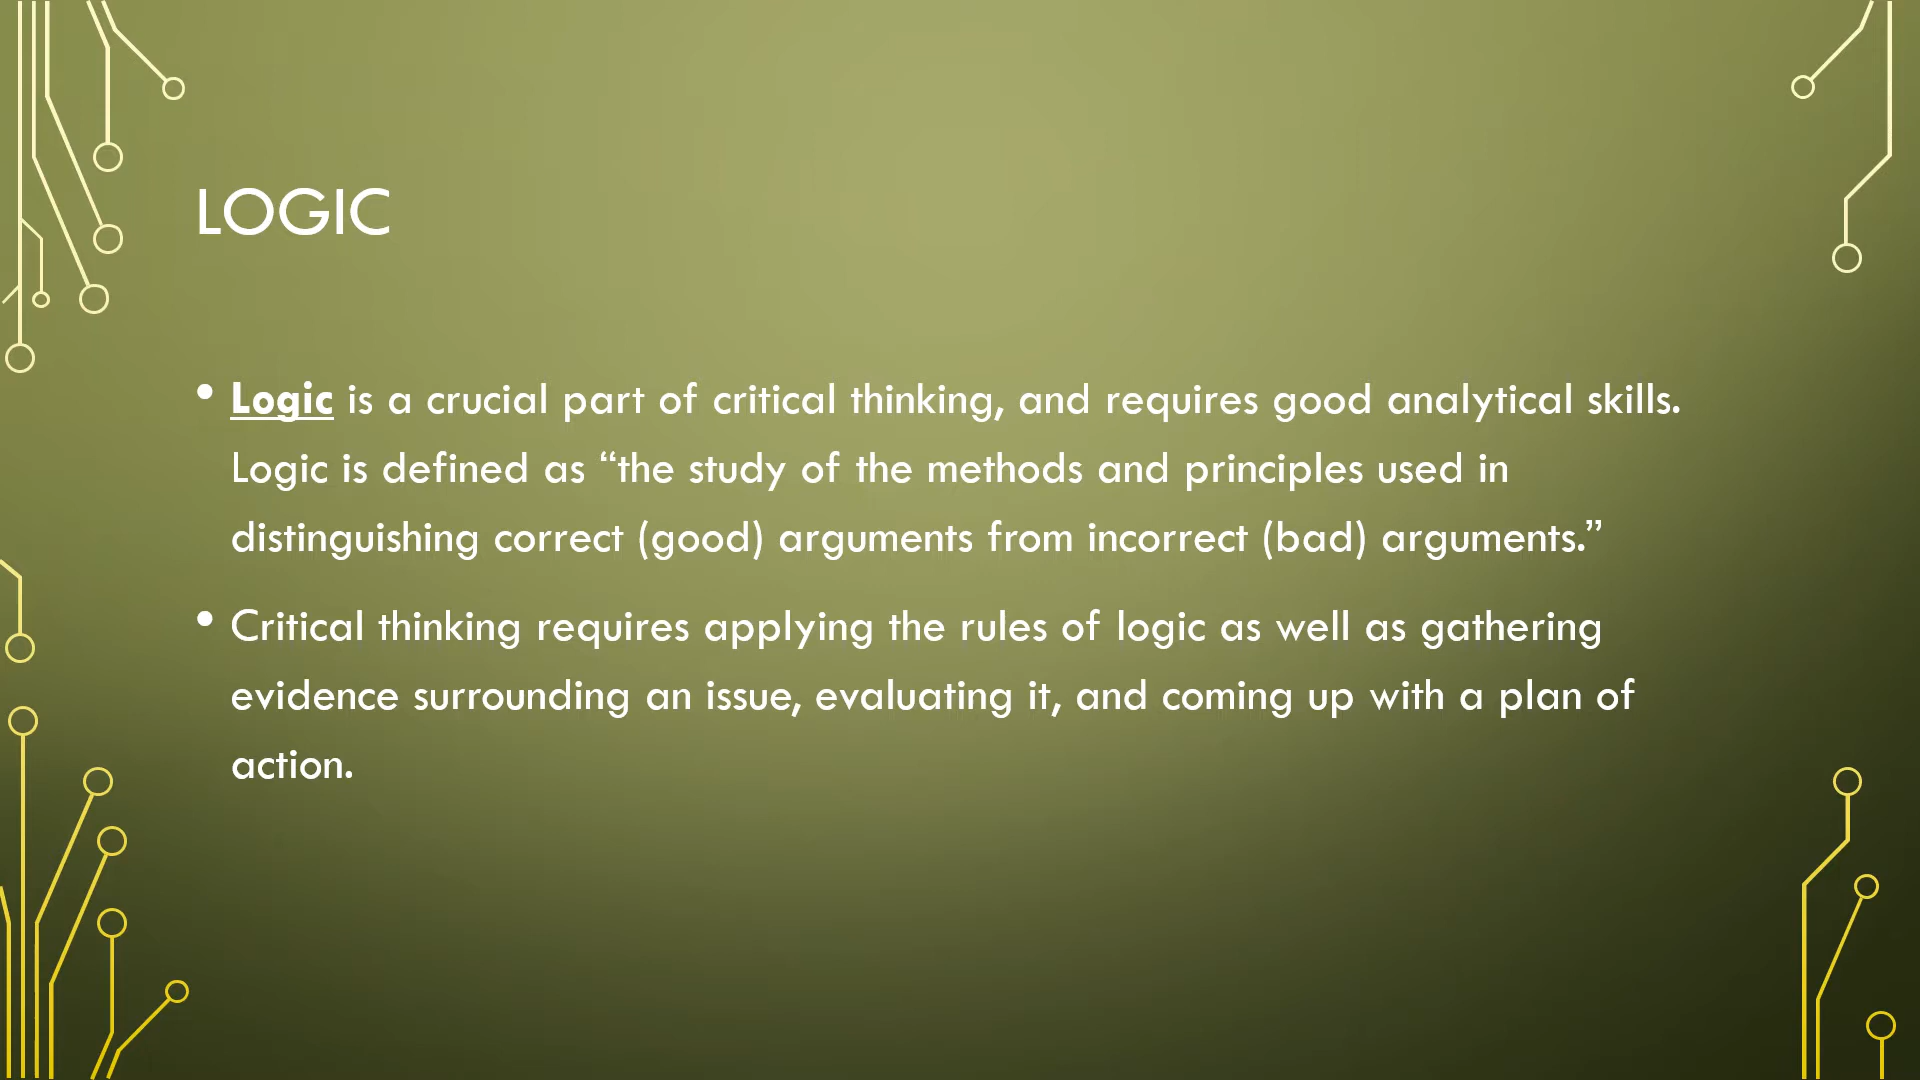 LOGIC
• Logic is a crucial part of critical thinking, and requires good analytical skills.
Logic is defined as “the study of the methods and principles used in
distinguishing correct (good) arguments from incorrect (bad) arguments.”
• Critical thinking requires applying the rules of logic as well as gathering
evidence surrounding an issue, evaluating it, and coming up with a plan of
action.